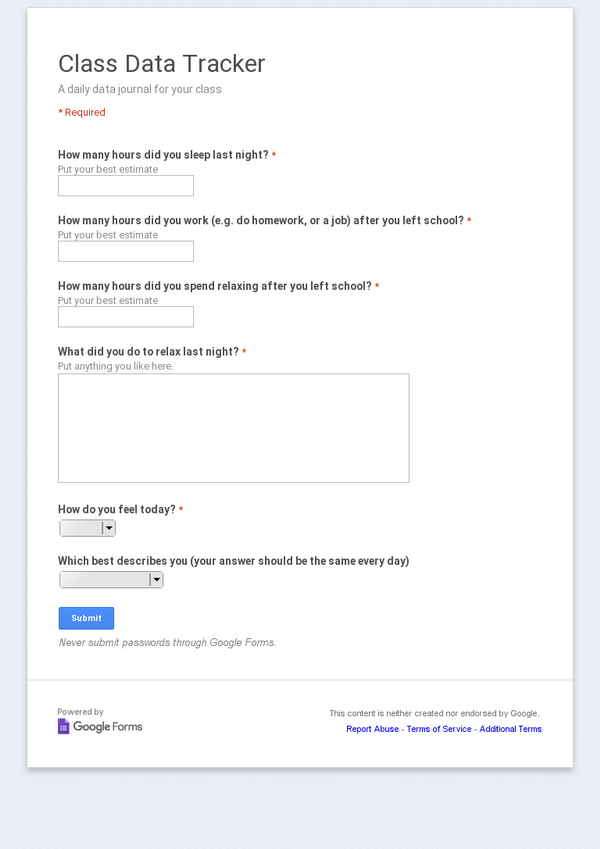 Class Data Tracker
A daily data journal for your class
* Required
How many hours did you sleep last night? *
Put your best estimate
How many hours did you work (e.g. do homework, or a job) after you left school? *
Put your best estimate
How many hours did you spend relaxing after you left school? *
Put your best estimate
What did you do to relax last night? *
Put anything you like here.
How do you feel today? *
Which best describes you (your answer should be the same every day)
Submit
Never submit passwords through Google Forms.
Powered by
Google Forms
This content is neither created nor endorsed by Google.
Report Abuse - Terms of Service - Additional Terms